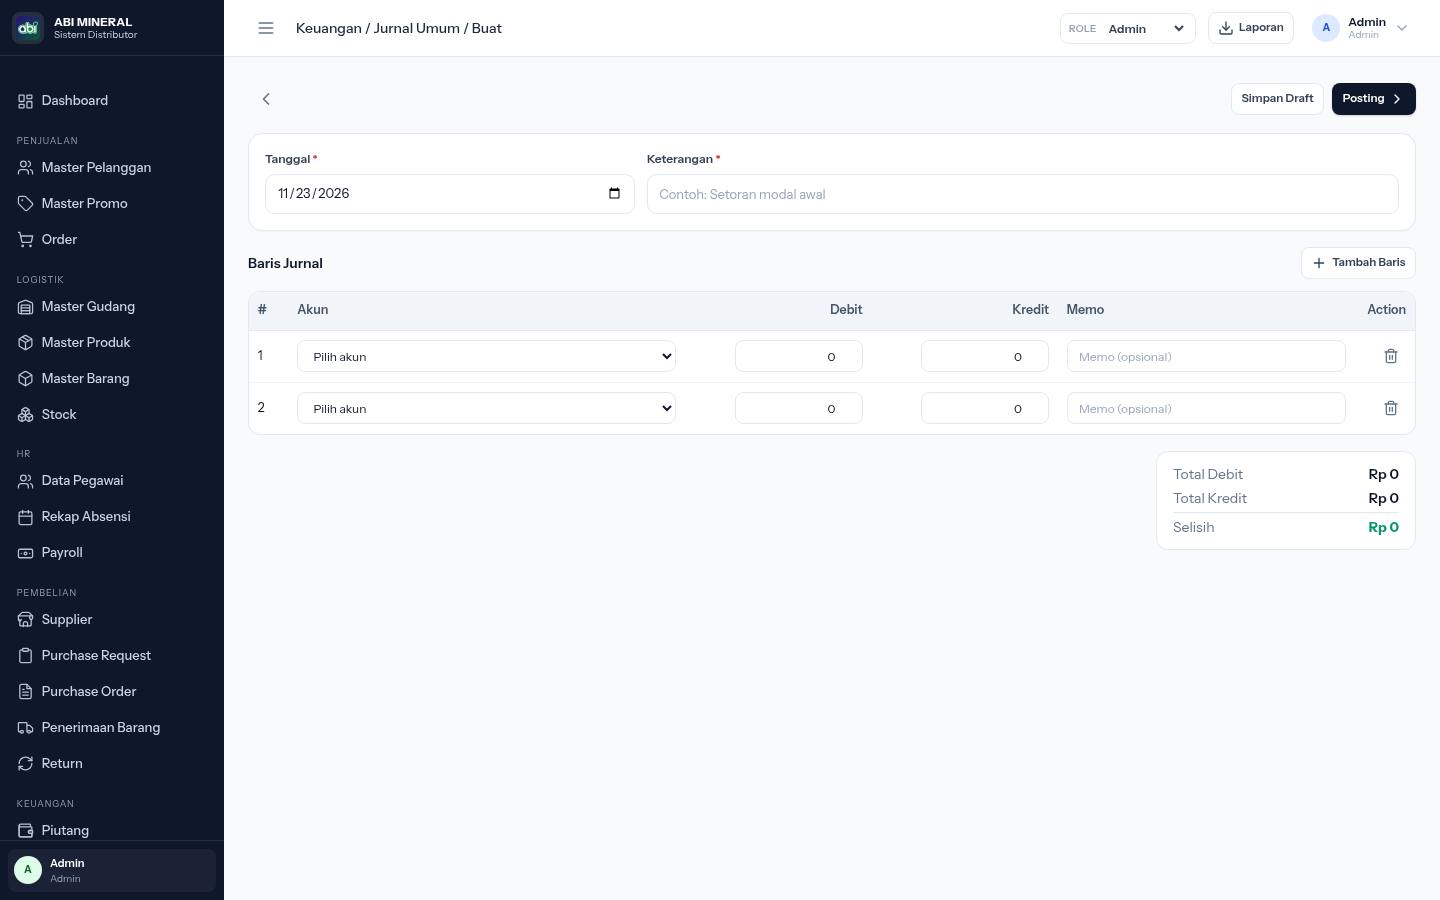 abi
ABI MINERAL
Sistem Distributor
Dashboard
PENJUALAN
Master Pelanggan
Master Promo
Order
LOGISTIK
Master Gudang
Master Produk
Master Barang
Stock
HR
Data Pegawai
Rekap Absensi
Payroll
PEMBELIAN
Supplier
Purchase Request
Purchase Order
Penerimaan Barang
Return
KEUANGAN
Piutang
A
Admin
Admin
Keuangan / Jurnal Umum / Buat
ROLE Admin
Laporan
A
Admin
Admin
Simpan Draft
Posting
Tanggal *
Keterangan *
11/23/2026
Contoh: Setoran modal awal
Baris Jurnal
Tambah Baris
# Akun Debit Kredit Memo Action
1 Pilih akun 0 0 Memo (opsional)
2 Pilih akun 0 0 Memo (opsional)
Total Debit Rp 0
Total Kredit Rp 0
Selisih Rp 0